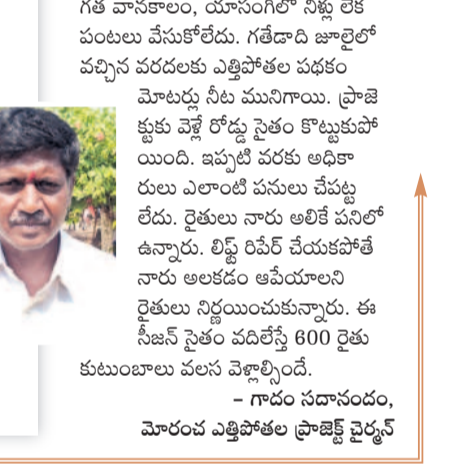 గత వానకాలం, యాసంగిలో నీళ్లు లేక
పంటలు వేసుకోలేదు. గతేడాది జూలైలో
వచ్చిన వరదలకు ఎత్తిపోతల పథకం
మోటర్లు నీట మునిగాయి. ప్రాజె
క్టుకు వెళ్లే రోడ్డు సైతం కొట్టుకుపో
యింది. ఇప్పటి వరకు అధికా
రులు ఎలాంటి పనులు చేపట్ట
లేదు. రైతులు నారు అలికే పనిలో
ఉన్నారు. లిఫ్ట్ రిపేర్ చేయకపోతే
నారు అలకడం ఆపేయాలని
రైతులు నిర్ణయించుకున్నారు. ఈ
సీజన్ సైతం వదిలేస్తే 600 రైతు
కుటుంబాలు వలస వెళ్లాల్సిందే.
– గాదం సదానందం,
మోరంచ ఎత్తిపోతల ప్రాజెక్ట్ చైర్మన్